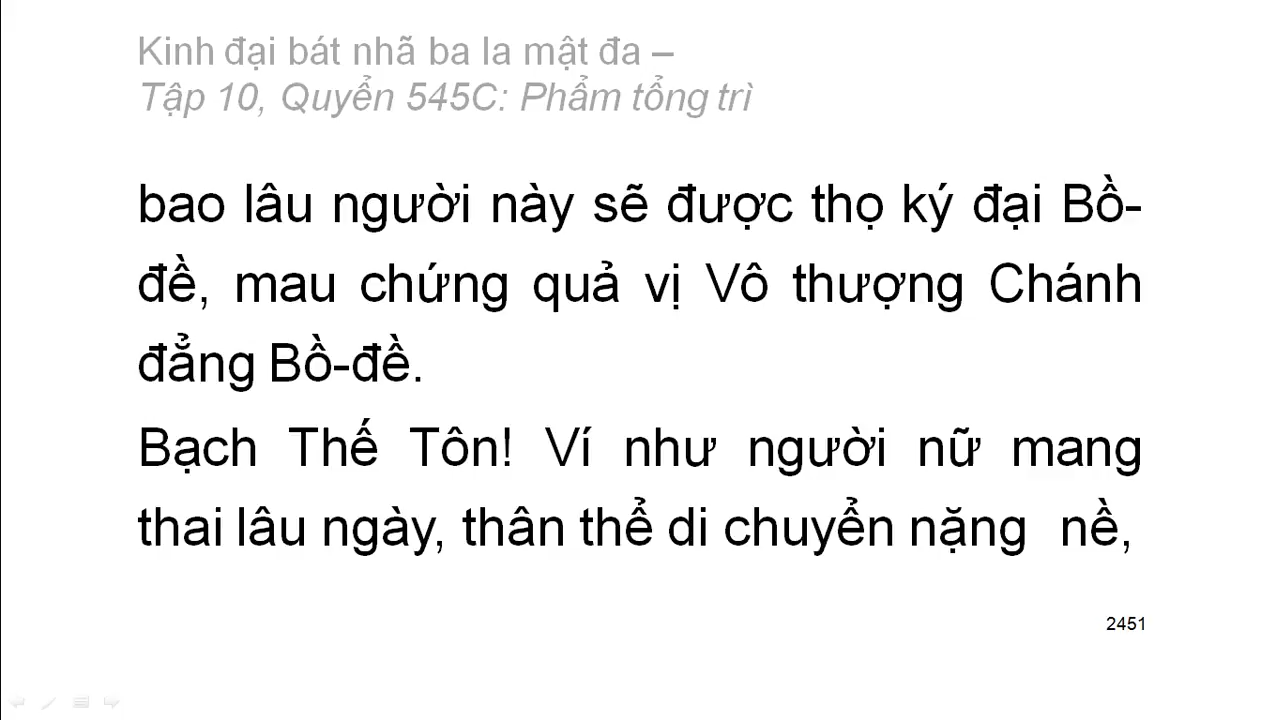 Kinh đại bát nhã ba la mật đa –
Tập 10, Quyển 545C: Phẩm tổng trì
bao lâu người này sẽ được thọ ký đại Bồ-
đề, mau chứng quả vị Vô thượng Chánh
đẳng Bồ-đề.
Bạch Thế Tôn! Ví như người nữ mang
thai lâu ngày, thân thể di chuyển nặng nề,
2451